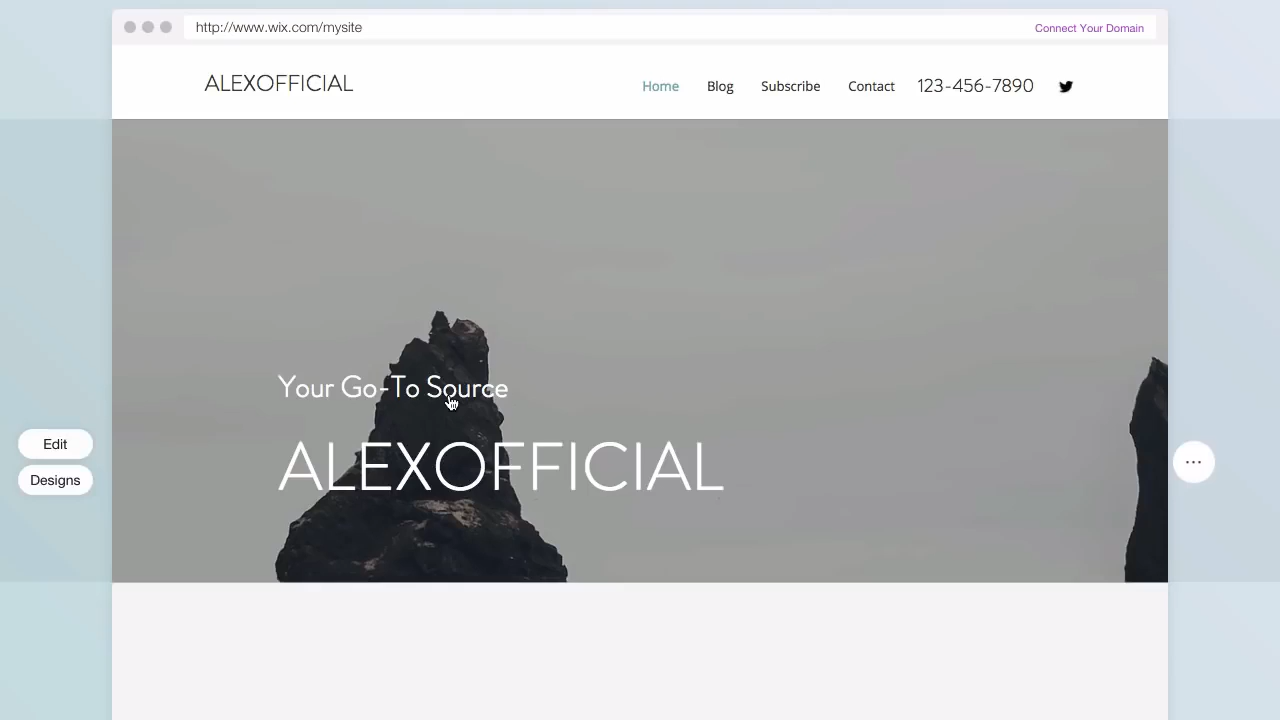 http://www.wix.com/mysite
Connect Your Domain
ALEXOFFICIAL
Home
Blog
Subscribe
Contact
123-456-7890
Your Go-To Source
ALEXOFFICIAL
Edit
Designs